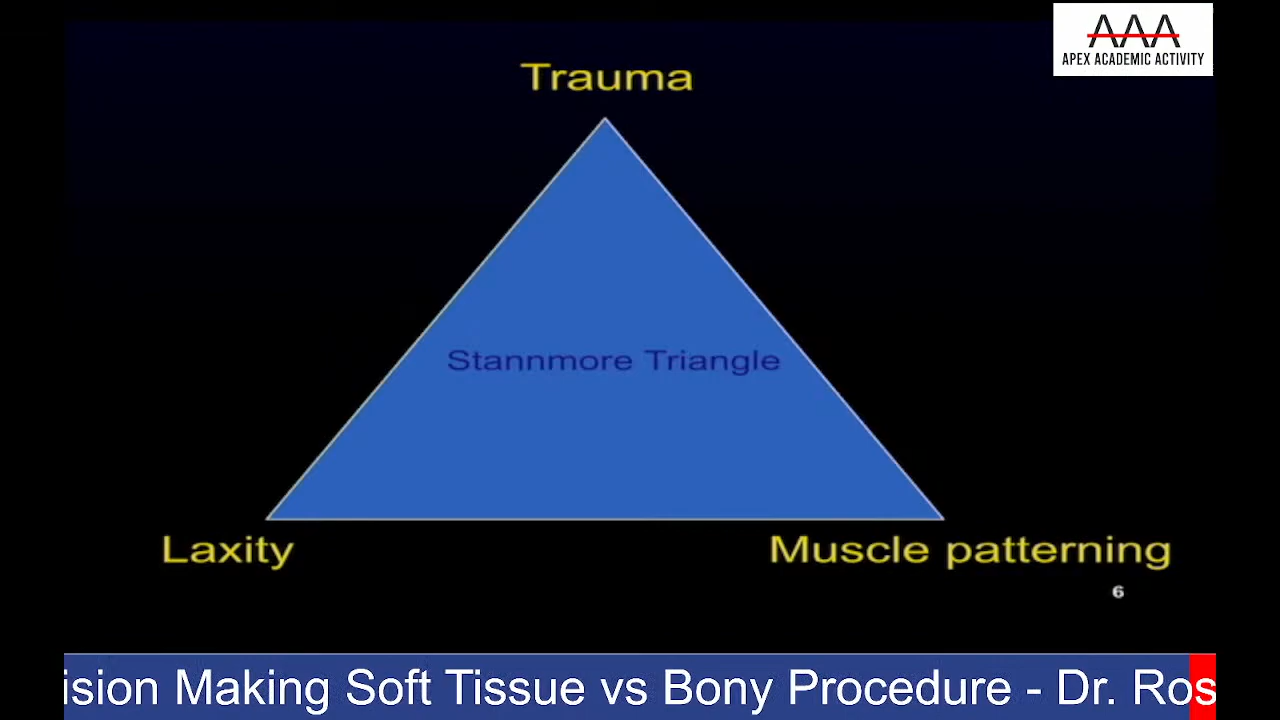 AAA
APEX ACADEMIC ACTIVITY
Trauma
Stannmore Triangle
Laxity
Muscle patterning
6
ision Making Soft Tissue vs Bony Procedure - Dr. Ros